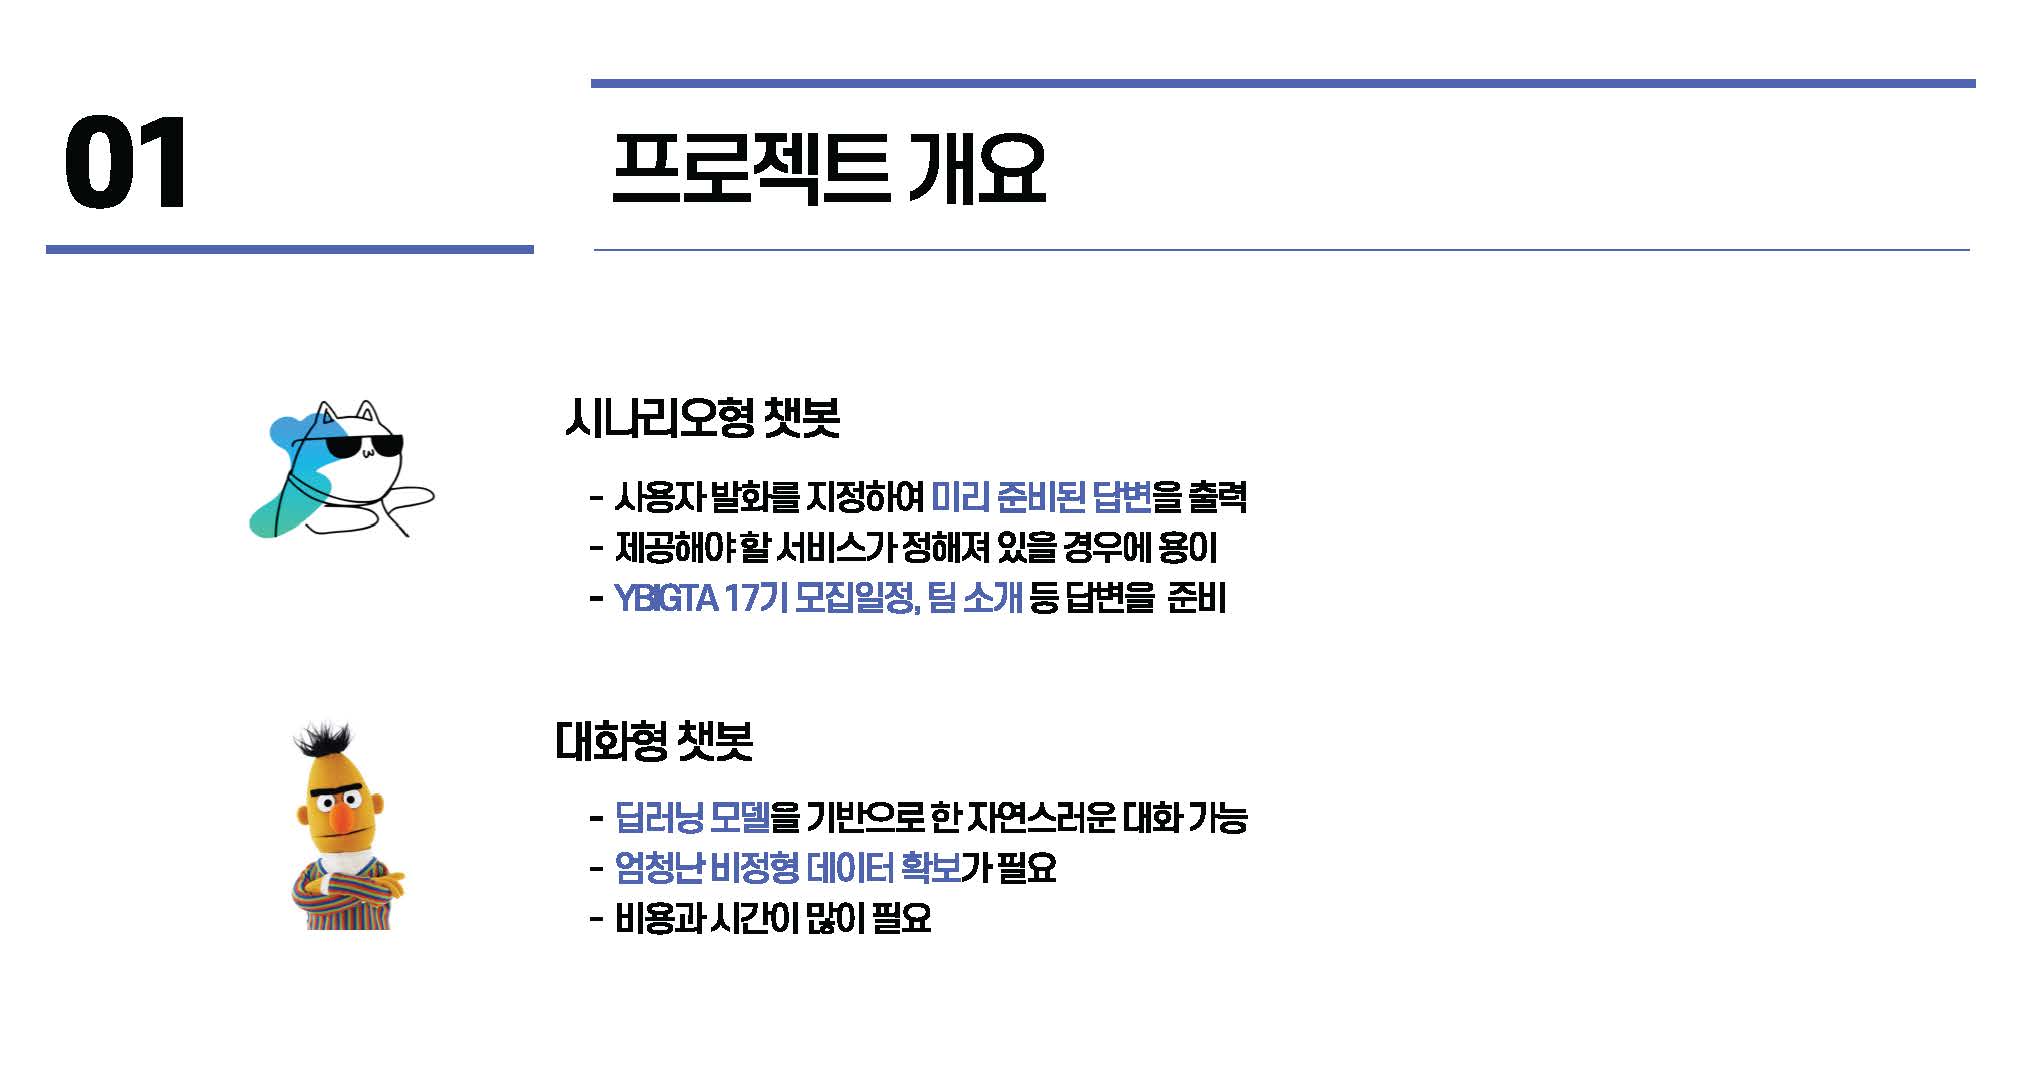 01
프로젝트 개요
시나리오형 챗봇
- 사용자 발화를 지정하여 미리 준비된 답변을 출력
- 제공해야 할 서비스가 정해져 있을 경우에 용이
- YBIGTA 17기 모집일정, 팀 소개 등 답변을 준비
대화형 챗봇
- 딥러닝 모델을 기반으로 한 자연스러운 대화 가능
- 엄청난 비정형 데이터 확보가 필요
- 비용과 시간이 많이 필요